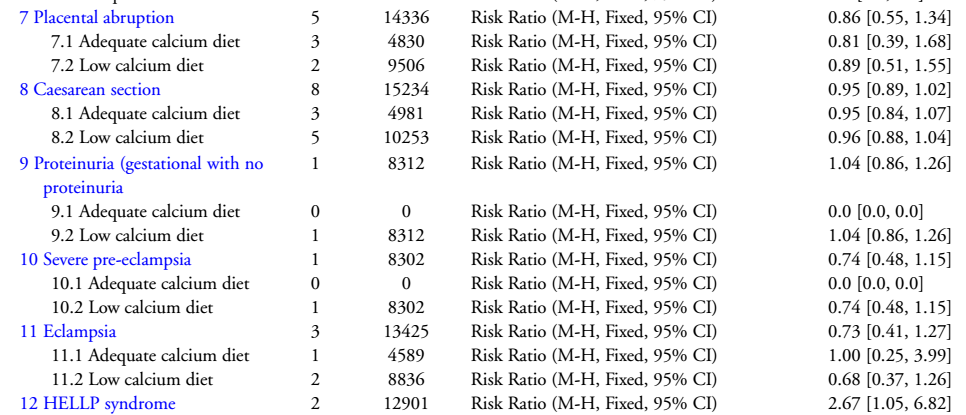 7 Placental abruption 5 14336 Risk Ratio (M-H, Fixed, 95% CI) 0.86 [0.55, 1.34]
7.1 Adequate calcium diet 3 4830 Risk Ratio (M-H, Fixed, 95% CI) 0.81 [0.39, 1.68]
7.2 Low calcium diet 2 9506 Risk Ratio (M-H, Fixed, 95% CI) 0.89 [0.51, 1.55]
8 Caesarean section 8 15234 Risk Ratio (M-H, Fixed, 95% CI) 0.95 [0.89, 1.02]
8.1 Adequate calcium diet 3 4981 Risk Ratio (M-H, Fixed, 95% CI) 0.95 [0.84, 1.07]
8.2 Low calcium diet 5 10253 Risk Ratio (M-H, Fixed, 95% CI) 0.96 [0.88, 1.04]
9 Proteinuria (gestational with no 1 8312 Risk Ratio (M-H, Fixed, 95% CI) 1.04 [0.86, 1.26]
proteinuria
9.1 Adequate calcium diet 0 0 Risk Ratio (M-H, Fixed, 95% CI) 0.0 [0.0, 0.0]
9.2 Low calcium diet 1 8312 Risk Ratio (M-H, Fixed, 95% CI) 1.04 [0.86, 1.26]
10 Severe pre-eclampsia 1 8302 Risk Ratio (M-H, Fixed, 95% CI) 0.74 [0.48, 1.15]
10.1 Adequate calcium diet 0 0 Risk Ratio (M-H, Fixed, 95% CI) 0.0 [0.0, 0.0]
10.2 Low calcium diet 1 8302 Risk Ratio (M-H, Fixed, 95% CI) 0.74 [0.48, 1.15]
11 Eclampsia 3 13425 Risk Ratio (M-H, Fixed, 95% CI) 0.73 [0.41, 1.27]
11.1 Adequate calcium diet 1 4589 Risk Ratio (M-H, Fixed, 95% CI) 1.00 [0.25, 3.99]
11.2 Low calcium diet 2 8836 Risk Ratio (M-H, Fixed, 95% CI) 0.68 [0.37, 1.26]
12 HELLP syndrome 2 12901 Risk Ratio (M-H, Fixed, 95% CI) 2.67 [1.05, 6.82]